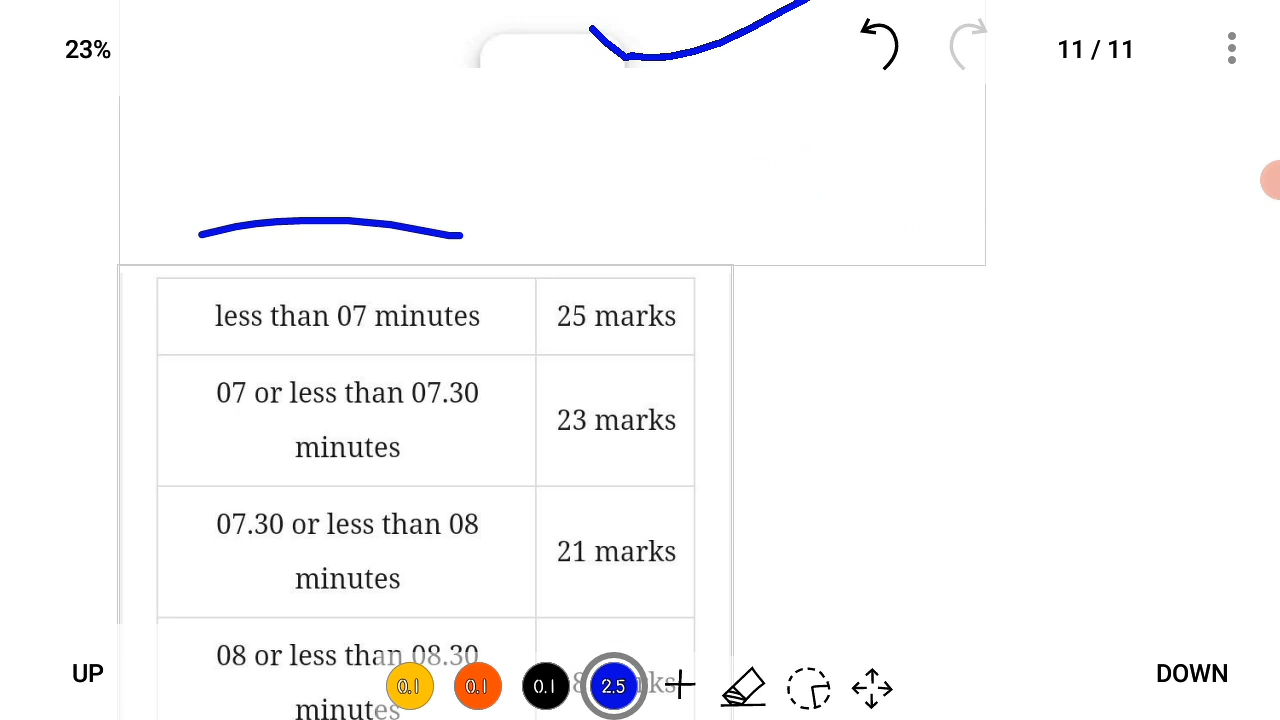 23%
11 / 11
less than 07 minutes 25 marks
07 or less than 07.30
minutes
23 marks
07.30 or less than 08
minutes
21 marks
08 or less than 08.30
minutes
UP
0.1 0.1 0.1 2.5
DOWN